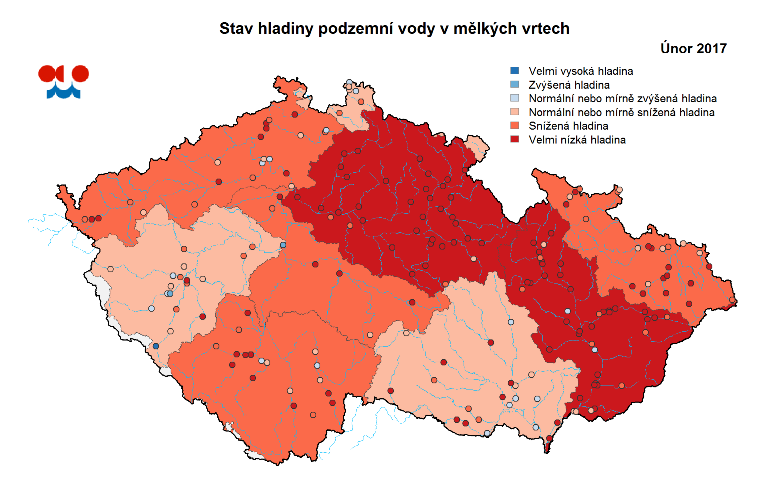 Stav hladiny podzemní vody v mělkých vrtech
Únor 2017
Velmi vysoká hladina
Zvýšená hladina
Normální nebo mírně zvýšená hladina
Normální nebo mírně snížená hladina
Snížená hladina
Velmi nízká hladina